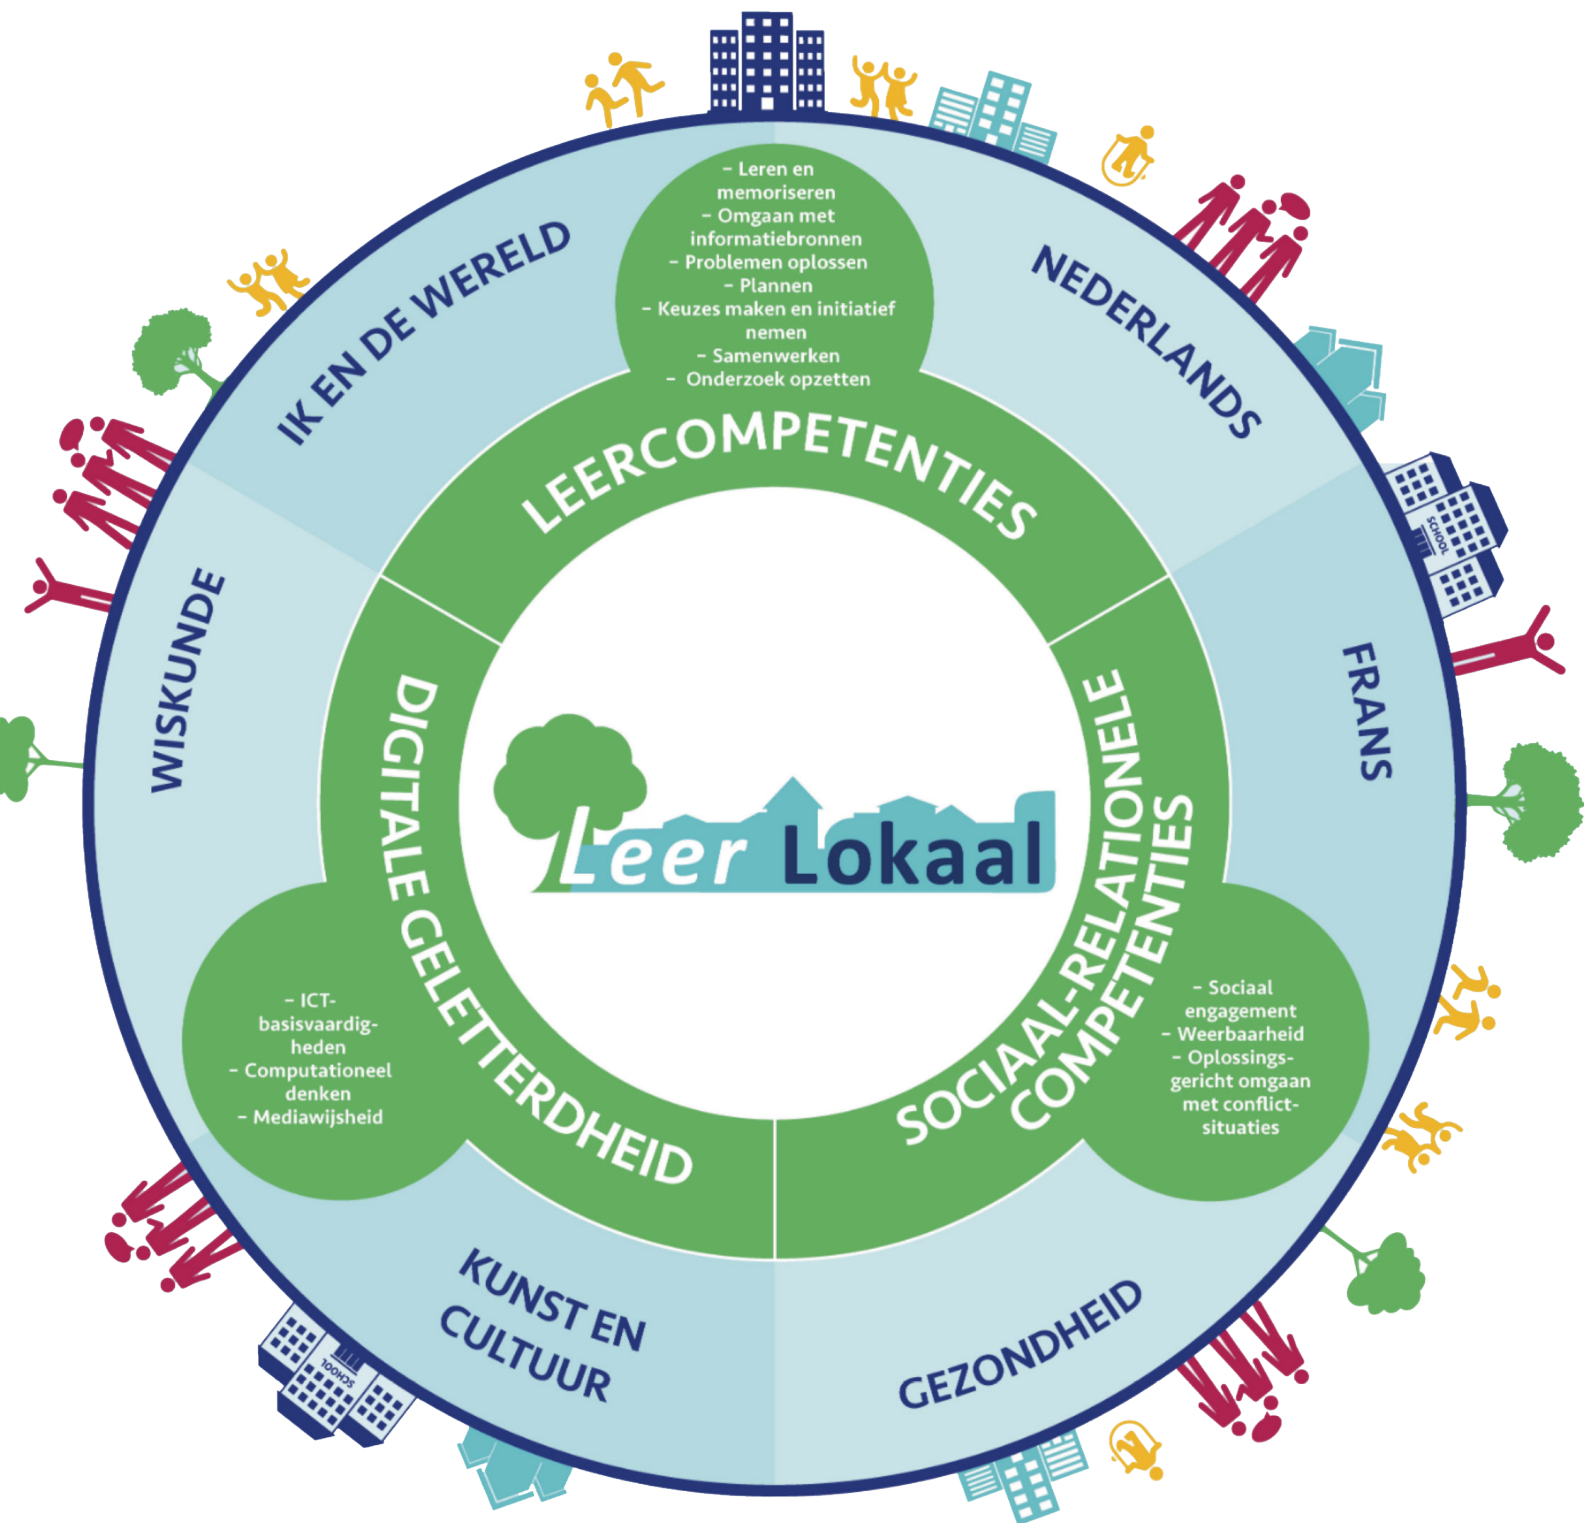 – Leren en
memoriseren
– Omgaan met
informatiebronnen
– Problemen oplossen
– Plannen
– Keuzes maken en initiatief
nemen
– Samenwerken
– Onderzoek opzetten
LEERCOMPETENTIES
IK EN DE WERELD
NEDERLANDS
SCHOOL
FRANS
WISKUNDE
DIGITALE GELETTERDHEID
SOCIAAL-RELATIONELE
COMPETENTIES
Leer Lokaal
– ICT-
basisvaardig-
heden
– Computationeel
denken
– Mediawijsheid
– Sociaal
engagement
– Weerbaarheid
– Oplossings-
gericht omgaan
met conflict-
situaties
KUNST EN
CULTUUR
GEZONDHEID
SCHOOL